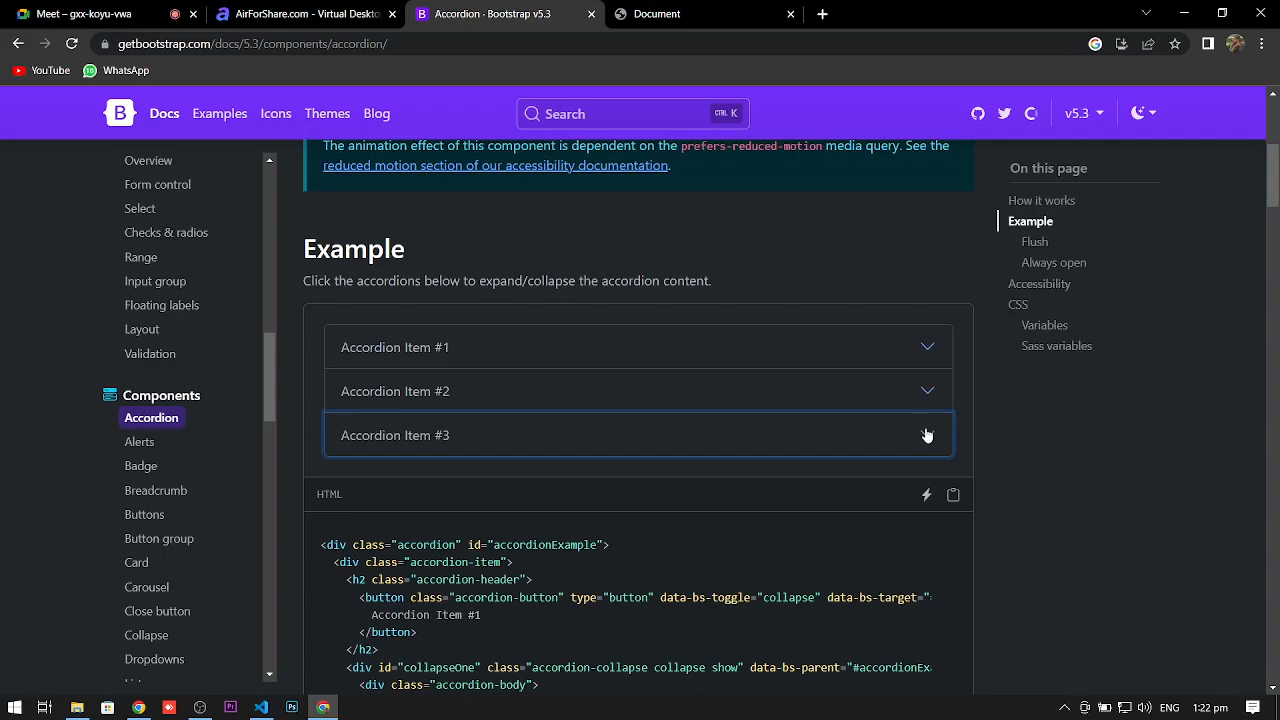 Meet – gxx-koyu-vwa
AirForShare.com - Virtual Deskto
Accordion · Bootstrap v5.3
Document
getbootstrap.com/docs/5.3/components/accordion/
YouTube
WhatsApp
B
Docs
Examples
Icons
Themes
Blog
Search
CTRL K
v5.3
Overview
Form control
Select
Checks & radios
Range
Input group
Floating labels
Layout
Validation
Components
Accordion
Alerts
Badge
Breadcrumb
Buttons
Button group
Card
Carousel
Close button
Collapse
Dropdowns
The animation effect of this component is dependent on the prefers-reduced-motion media query. See the
reduced motion section of our accessibility documentation.
Example
Click the accordions below to expand/collapse the accordion content.
Accordion Item #1
Accordion Item #2
Accordion Item #3
HTML
<div class="accordion" id="accordionExample">
<div class="accordion-item">
<h2 class="accordion-header">
<button class="accordion-button" type="button" data-bs-toggle="collapse" data-bs-target="
Accordion Item #1
</button>
</h2>
<div id="collapseOne" class="accordion-collapse collapse show" data-bs-parent="#accordionEx
<div class="accordion-body">
On this page
How it works
Example
Flush
Always open
Accessibility
CSS
Variables
Sass variables
Pr
Ps
ENG
1:22 pm